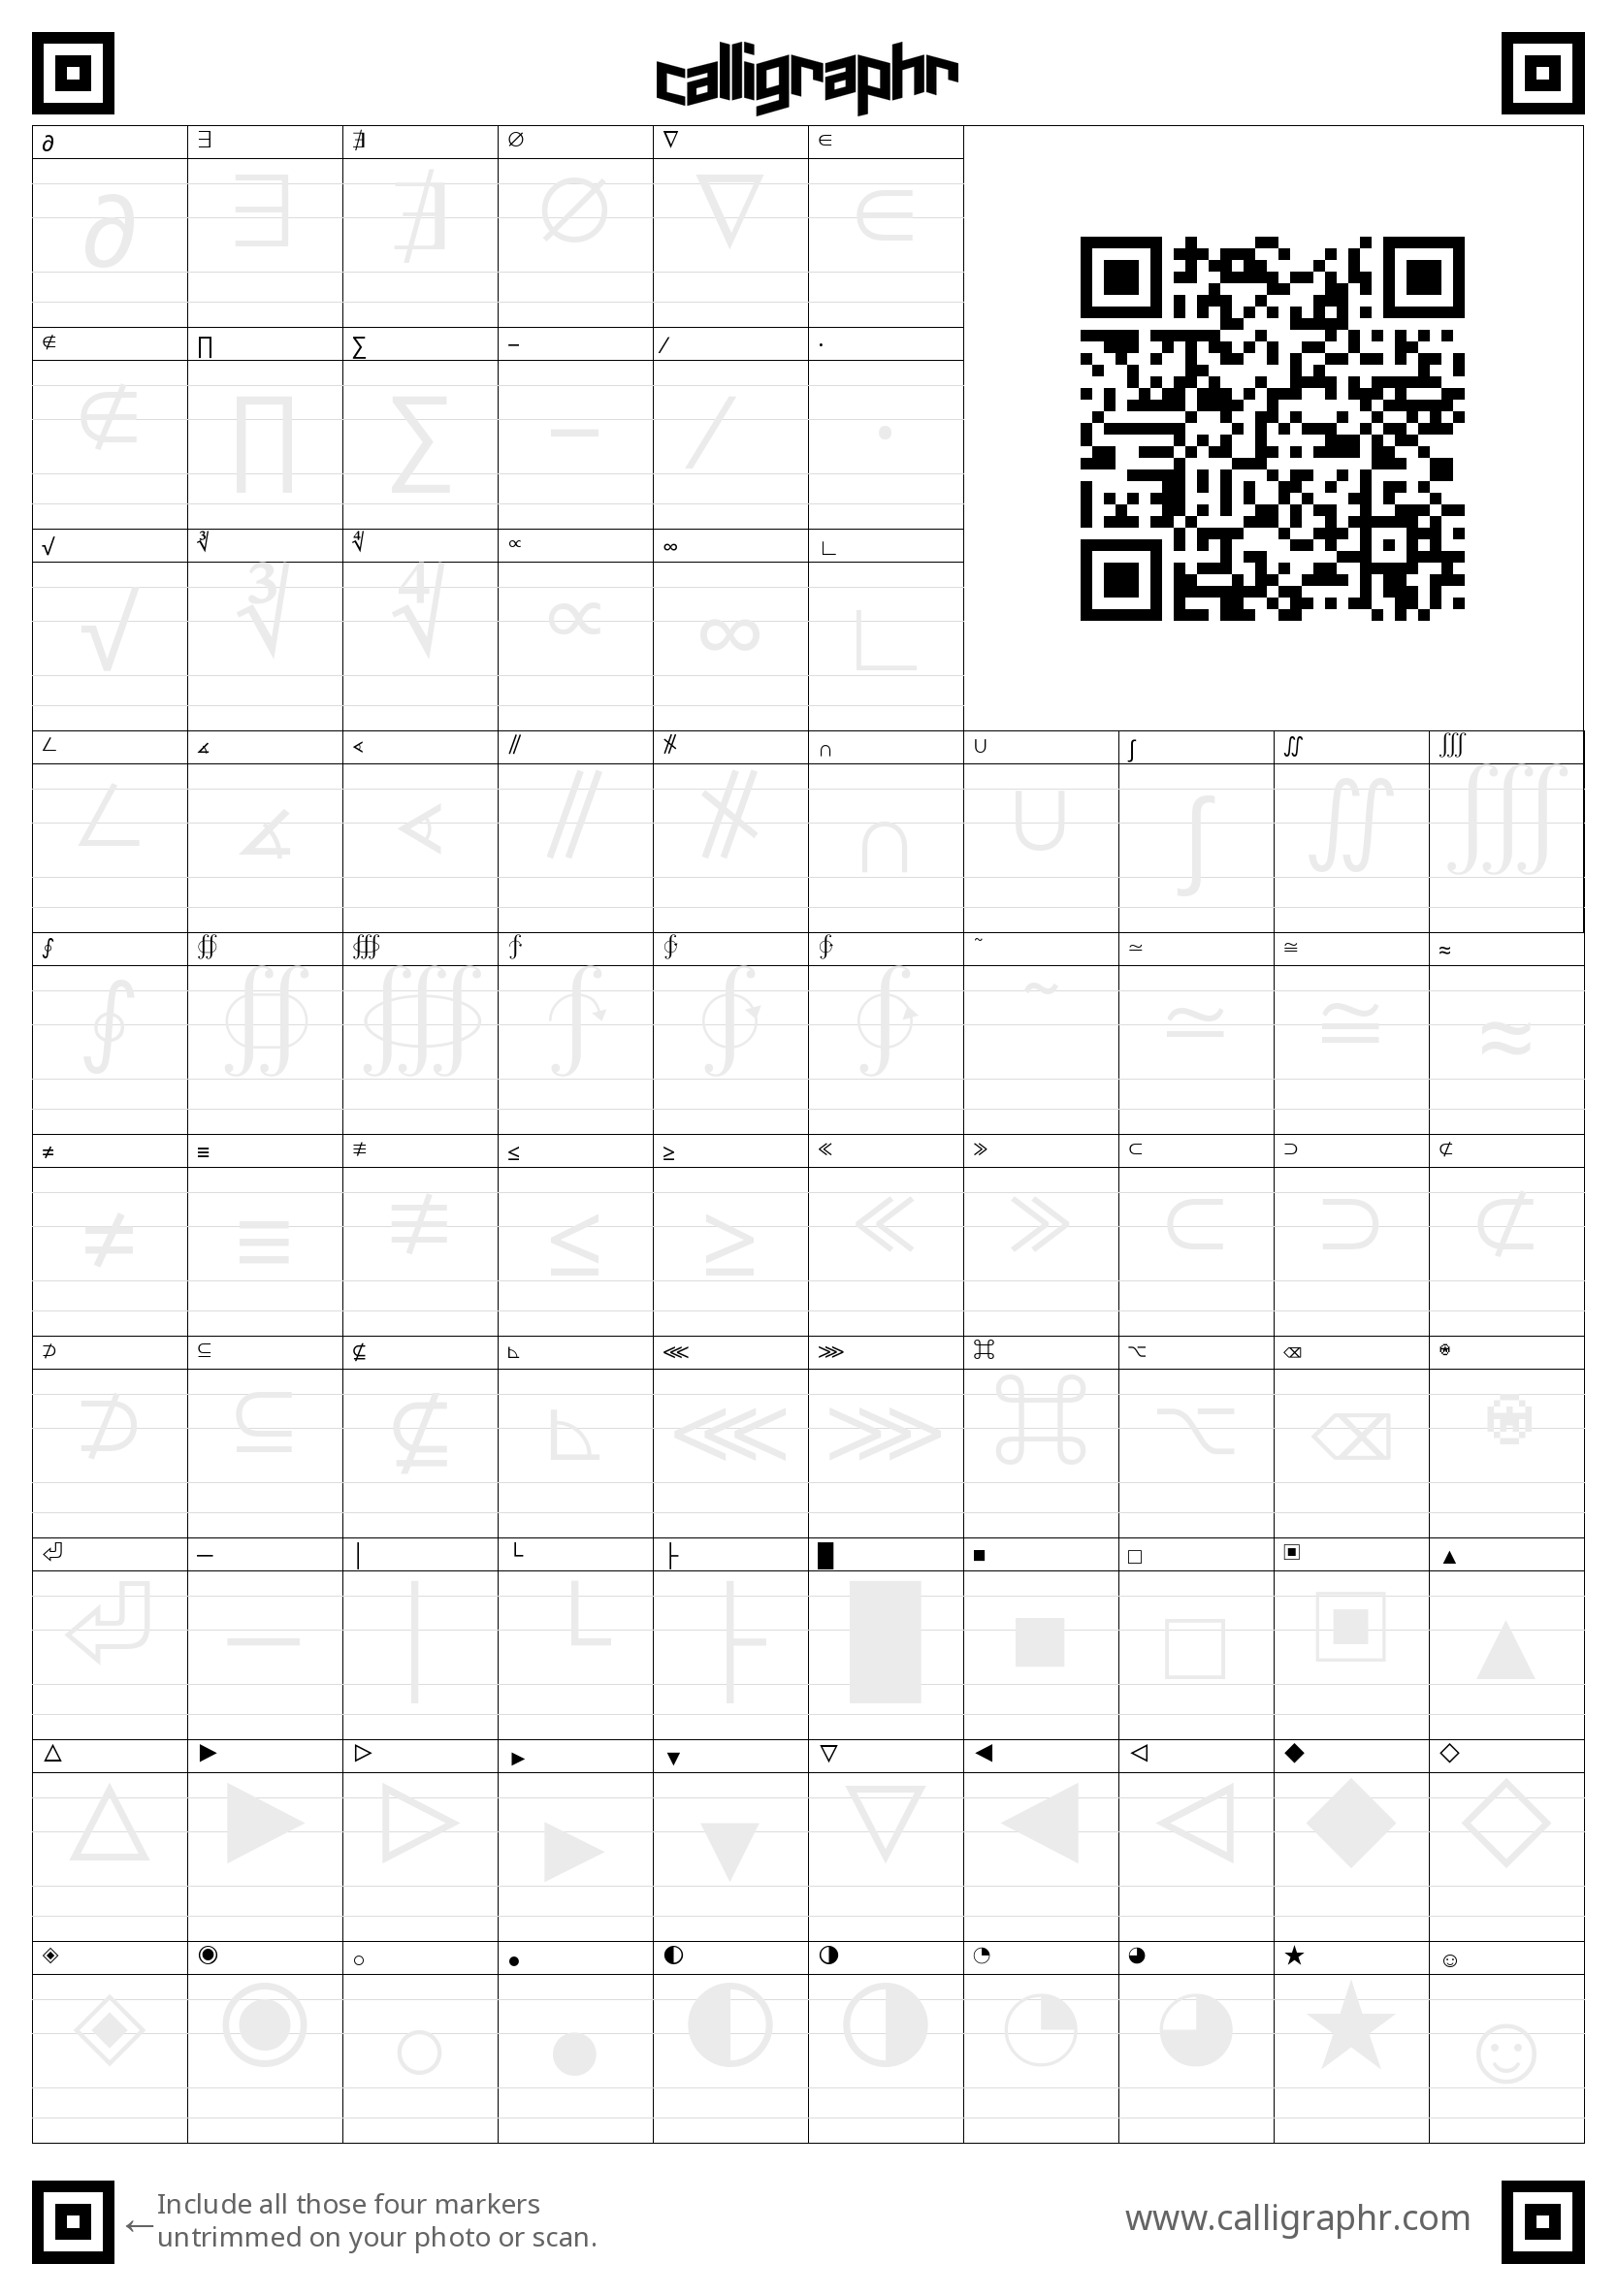 calligraphr
∂ ∃ ∄ ∅ ∇ ∈
∉ ∏ ∑ − ∕ ∙
√ ∛ ∜ ∝ ∞ ∟
∠ ∡ ∢ ∥ ∦ ∩ ∪ ∫ ∬ ∭
∮ ∯ ∰ ∱ ∲ ∳ ˜ ≃ ≅ ≈
≠ ≡ ≢ ≤ ≥ ≪ ≫ ⊂ ⊃ ⊄
⊅ ⊆ ⊈ ⊾ ⋘ ⋙ ⌘ ⌥ ⌫
⏎ ─ │ └ ├ █ ■ □ ▣ ▲
△ ▶ ▷ ► ▼ ▽ ◀ ◁ ◆ ◇
◈ ◉ ○ ● ◐ ◑ ◔ ◕ ★ ☺
←Include all those four markers
untrimmed on your photo or scan.
www.calligraphr.com